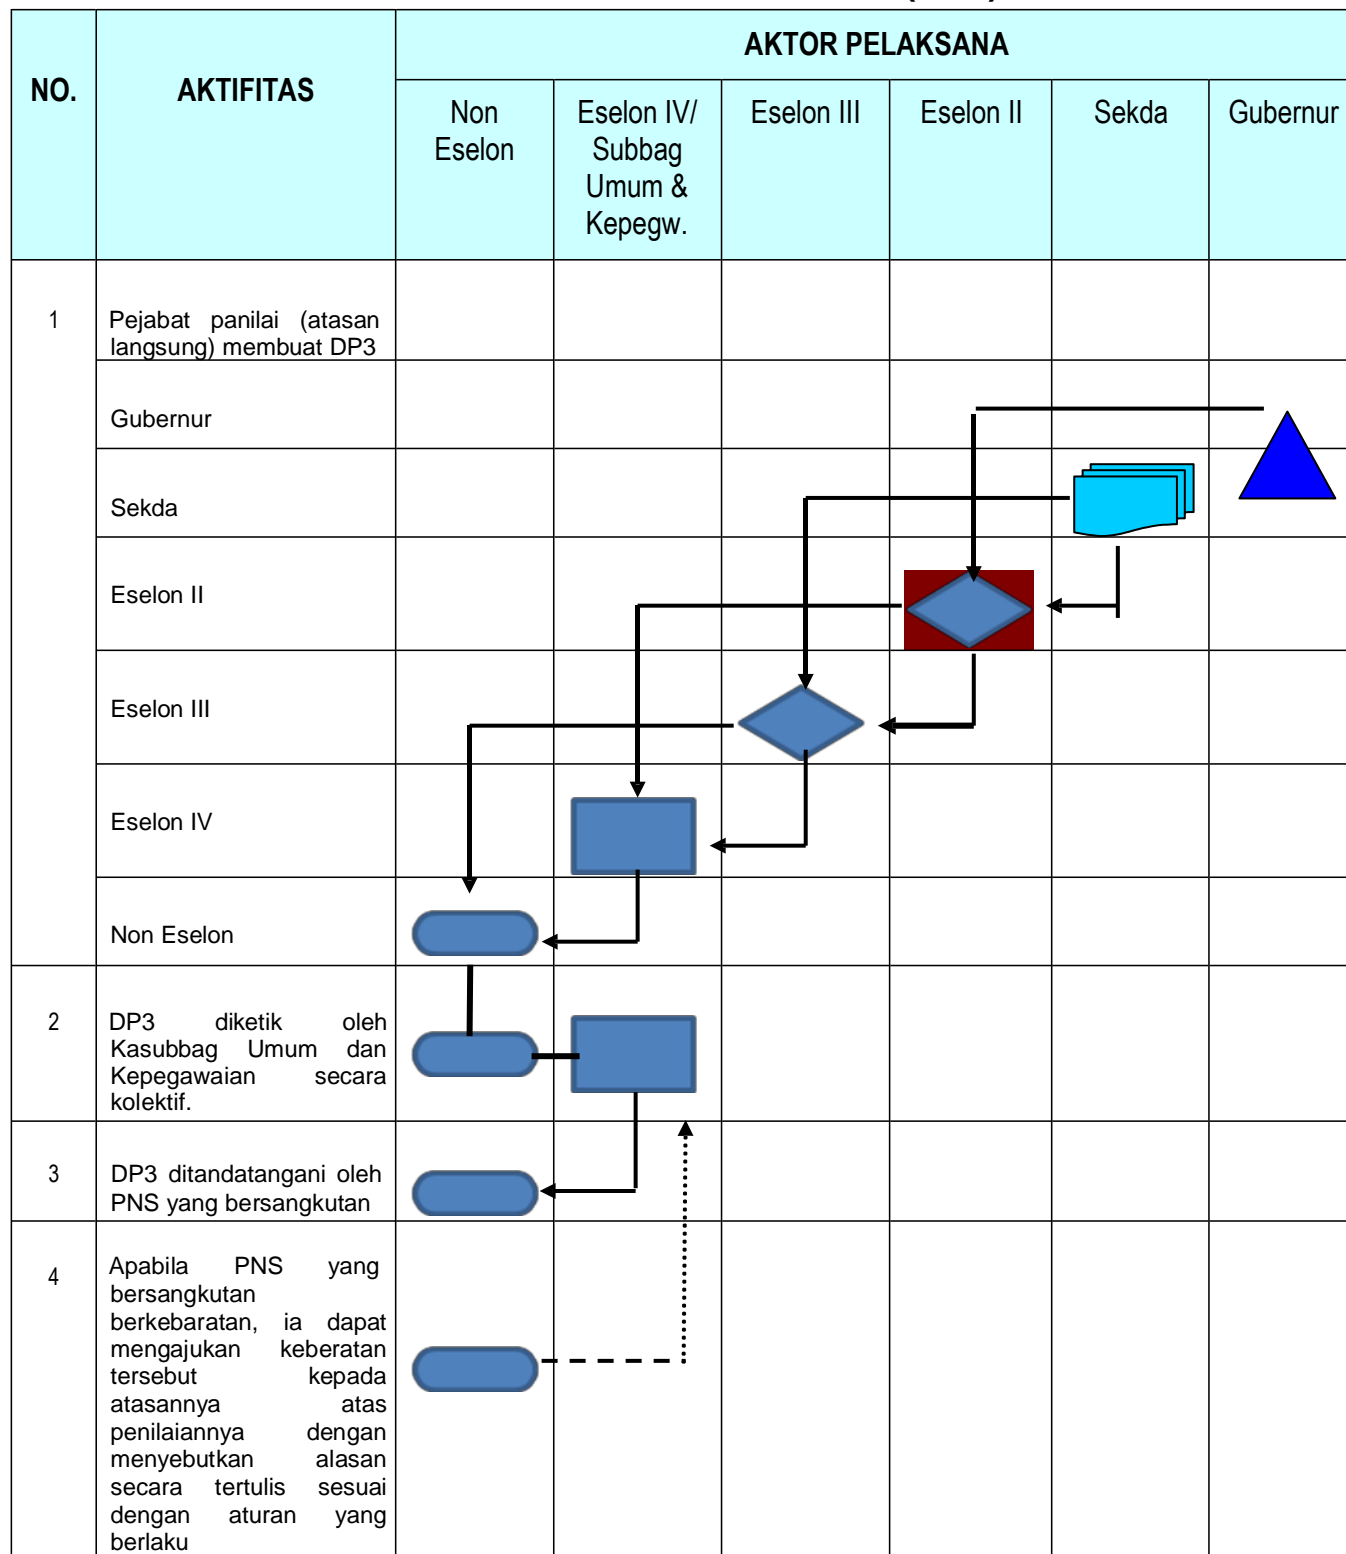 AKTOR PELAKSANA
NO.
AKTIFITAS
Non
Eselon
Eselon IV/
Subbag
Umum &
Kepegw.
Eselon III
Eselon II
Sekda
Gubernur
1
Pejabat panilai (atasan
langsung) membuat DP3
Gubernur
Sekda
Eselon II
Eselon III
Eselon IV
Non Eselon
2
DP3 diketik oleh
Kasubbag Umum dan
Kepegawaian secara
kolektif.
3
DP3 ditandatangani oleh
PNS yang bersangkutan
4
Apabila PNS yang
bersangkutan
berkebaratan, ia dapat
mengajukan keberatan
tersebut kepada
atasannya atas
penilaiannya dengan
menyebutkan alasan
secara tertulis sesuai
dengan aturan yang
berlaku